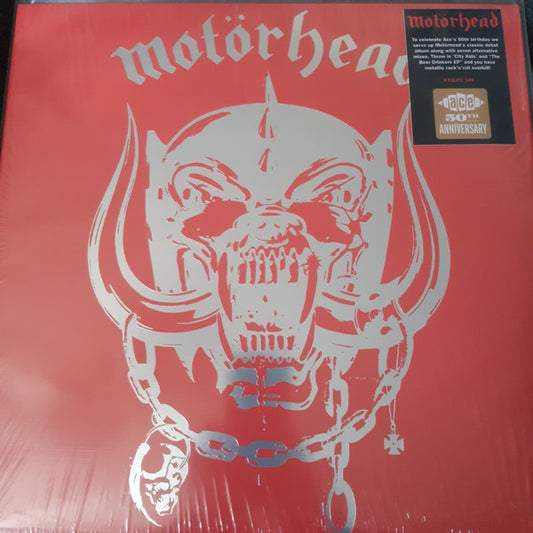 Motörhead
Motörhead
To celebrate Ace's 50th birthday we
serve up Motörhead's classic debut
album along with seven alternative
mixes. Throw in 'City Kids' and "The
Beer Drinkers EP" and you have
metallic rock'n'roll overkill!
ace
50TH
ANNIVERSARY